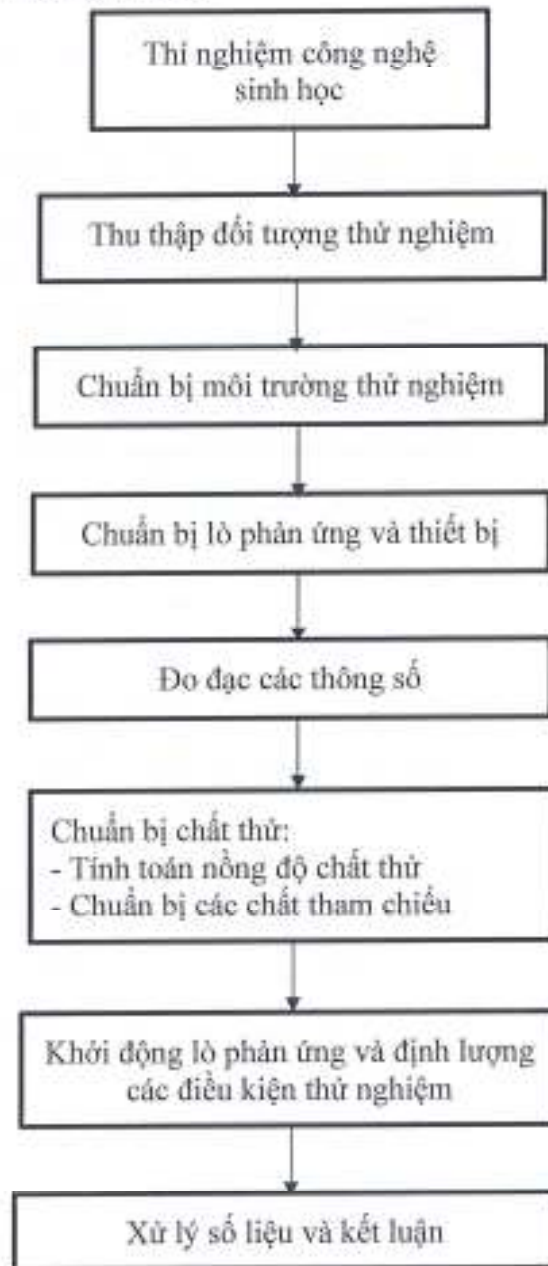 Thí nghiệm công nghệ
sinh học
Thu thập đối tượng thử nghiệm
Chuẩn bị môi trường thử nghiệm
Chuẩn bị lò phản ứng và thiết bị
Đo đạc các thông số
Chuẩn bị chất thử:
- Tính toán nồng độ chất thử
- Chuẩn bị các chất tham chiếu
Khởi động lò phản ứng và định lượng
các điều kiện thử nghiệm
Xử lý số liệu và kết luận